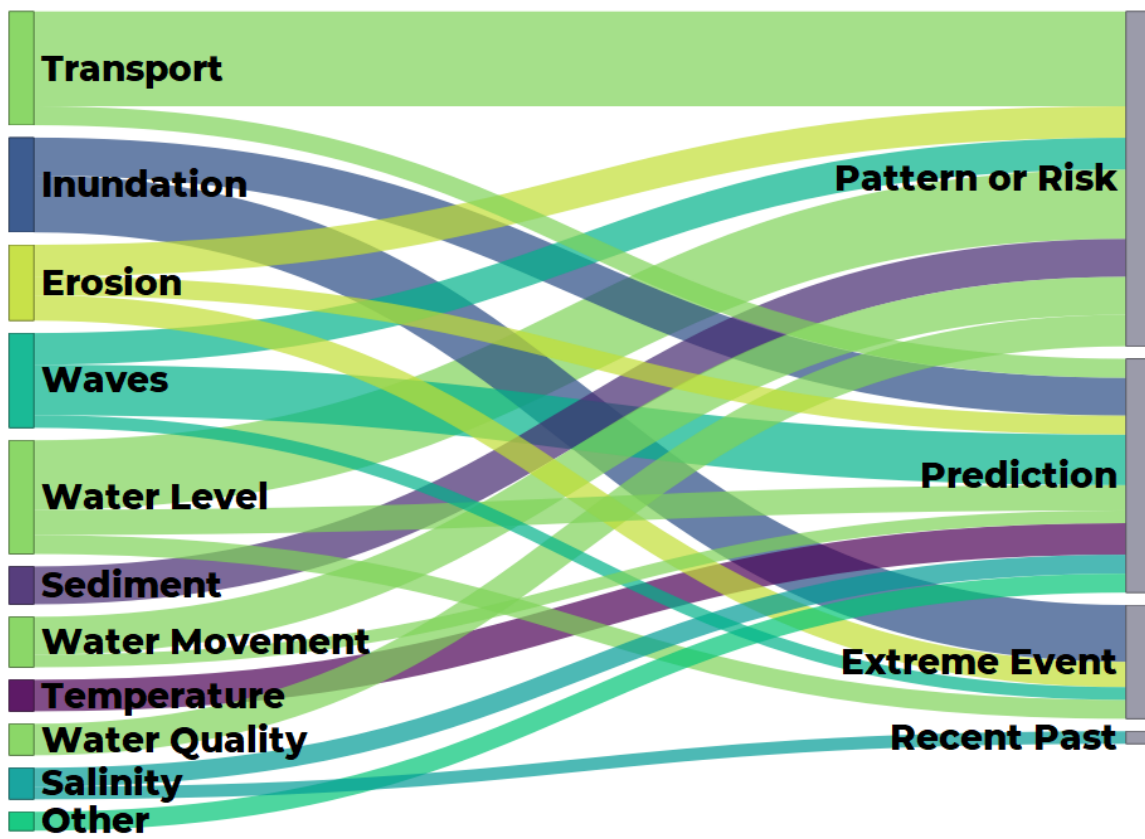 Transport
Inundation
Erosion
Waves
Water Level
Sediment
Water Movement
Temperature
Water Quality
Salinity
Other
Pattern or Risk
Prediction
Extreme Event
Recent Past